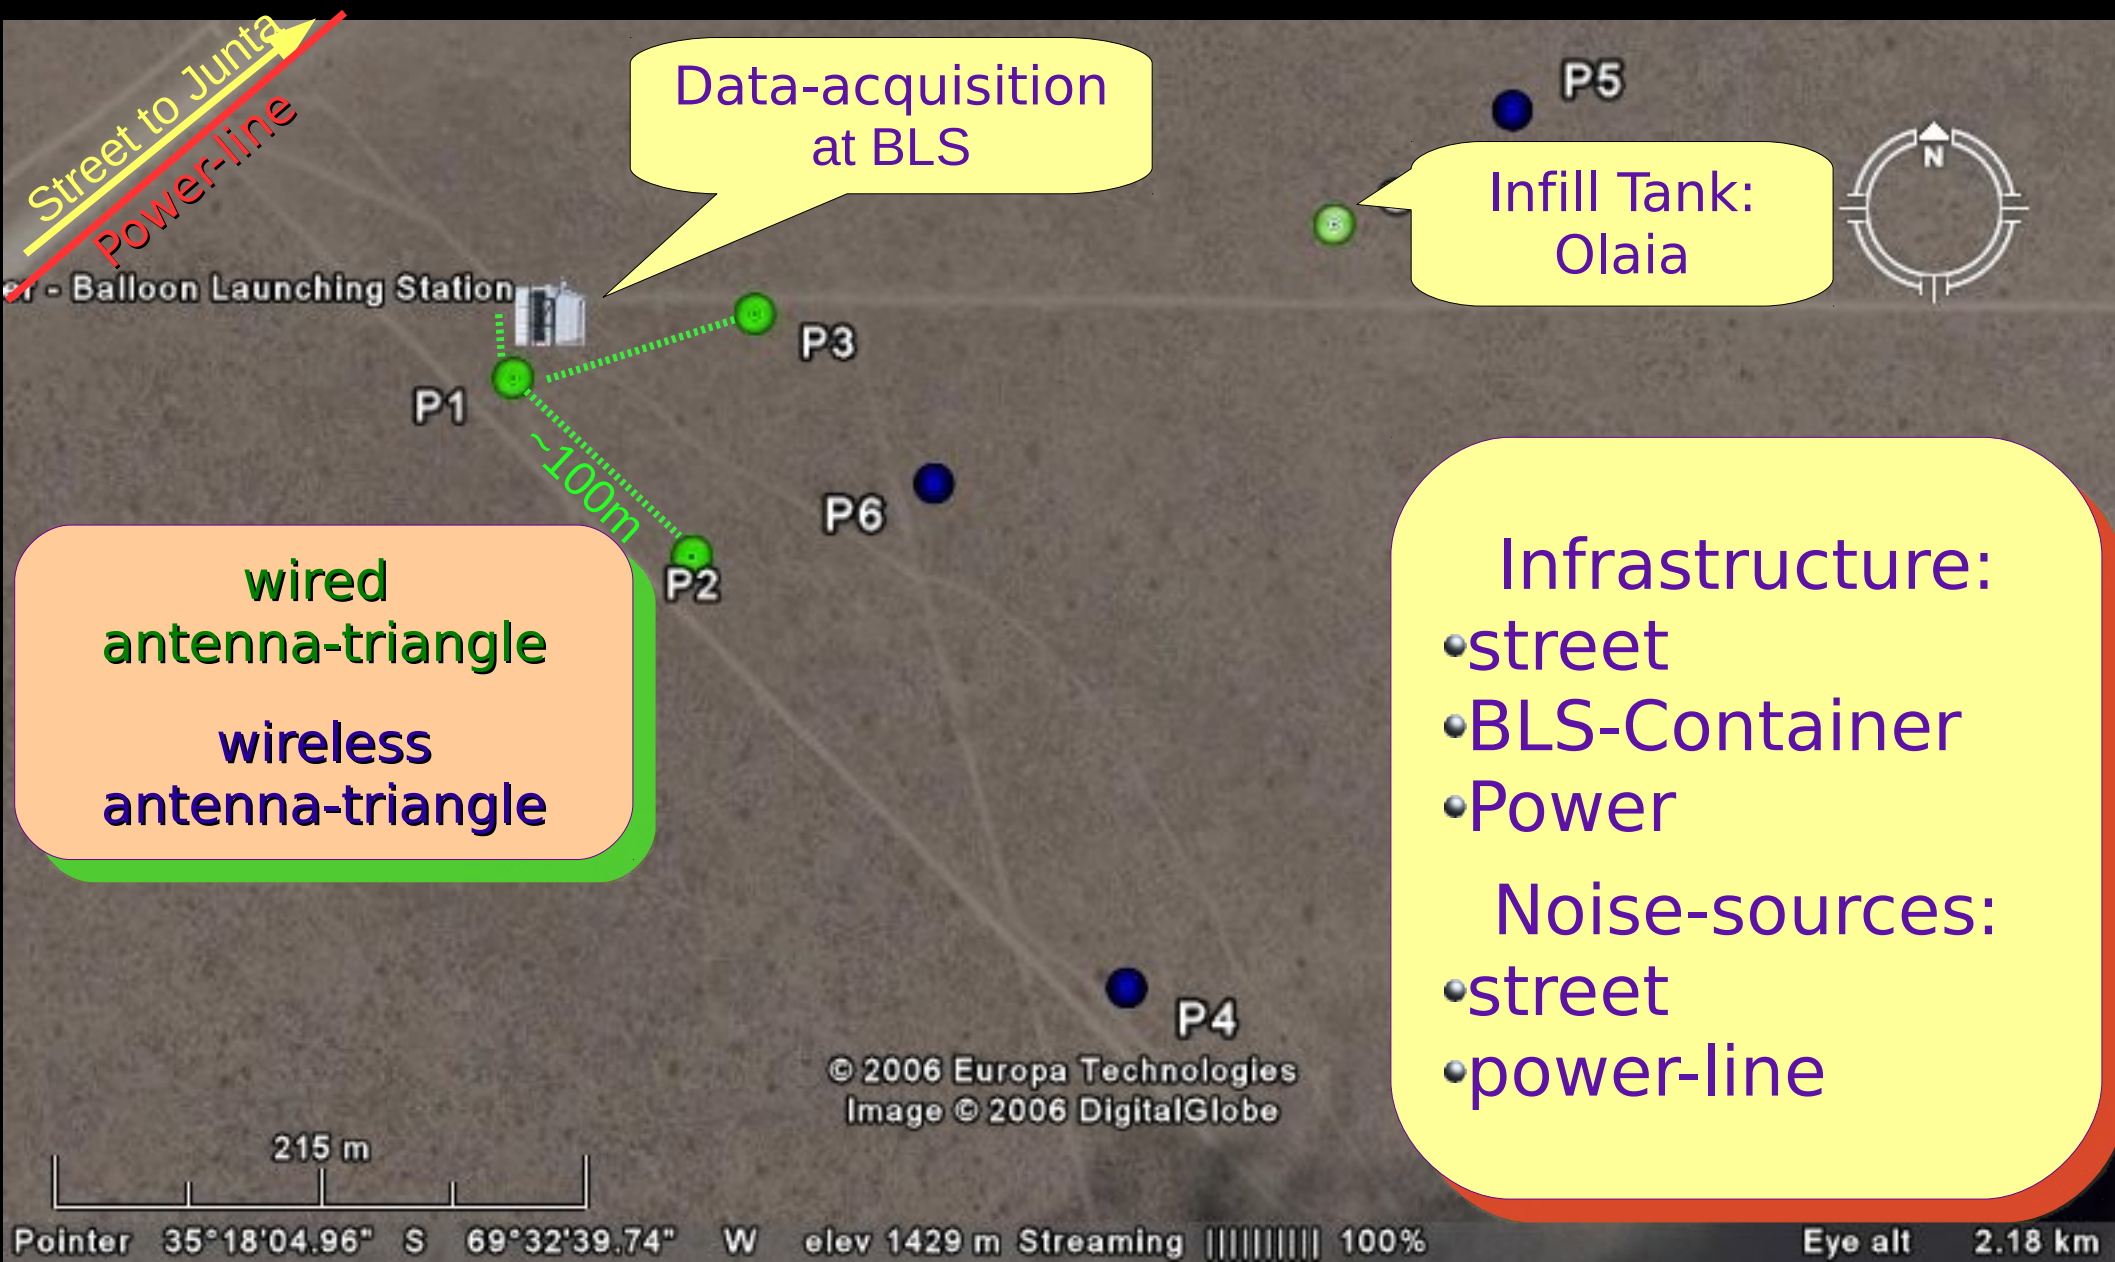 Street to Junta
Power-line
Data-acquisition
at BLS
P5
Infill Tank:
Olaia
N
er - Balloon Launching Station
P3
P1
~100m
P6
P2
wired
antenna-triangle
wireless
antenna-triangle
Infrastructure:
•street
•BLS-Container
•Power
Noise-sources:
•street
•power-line
P4
© 2006 Europa Technologies
Image © 2006 DigitalGlobe
215 m
Pointer 35°18'04.96" S 69°32'39.74" W elev 1429 m Streaming |||||||||| 100% Eye alt 2.18 km